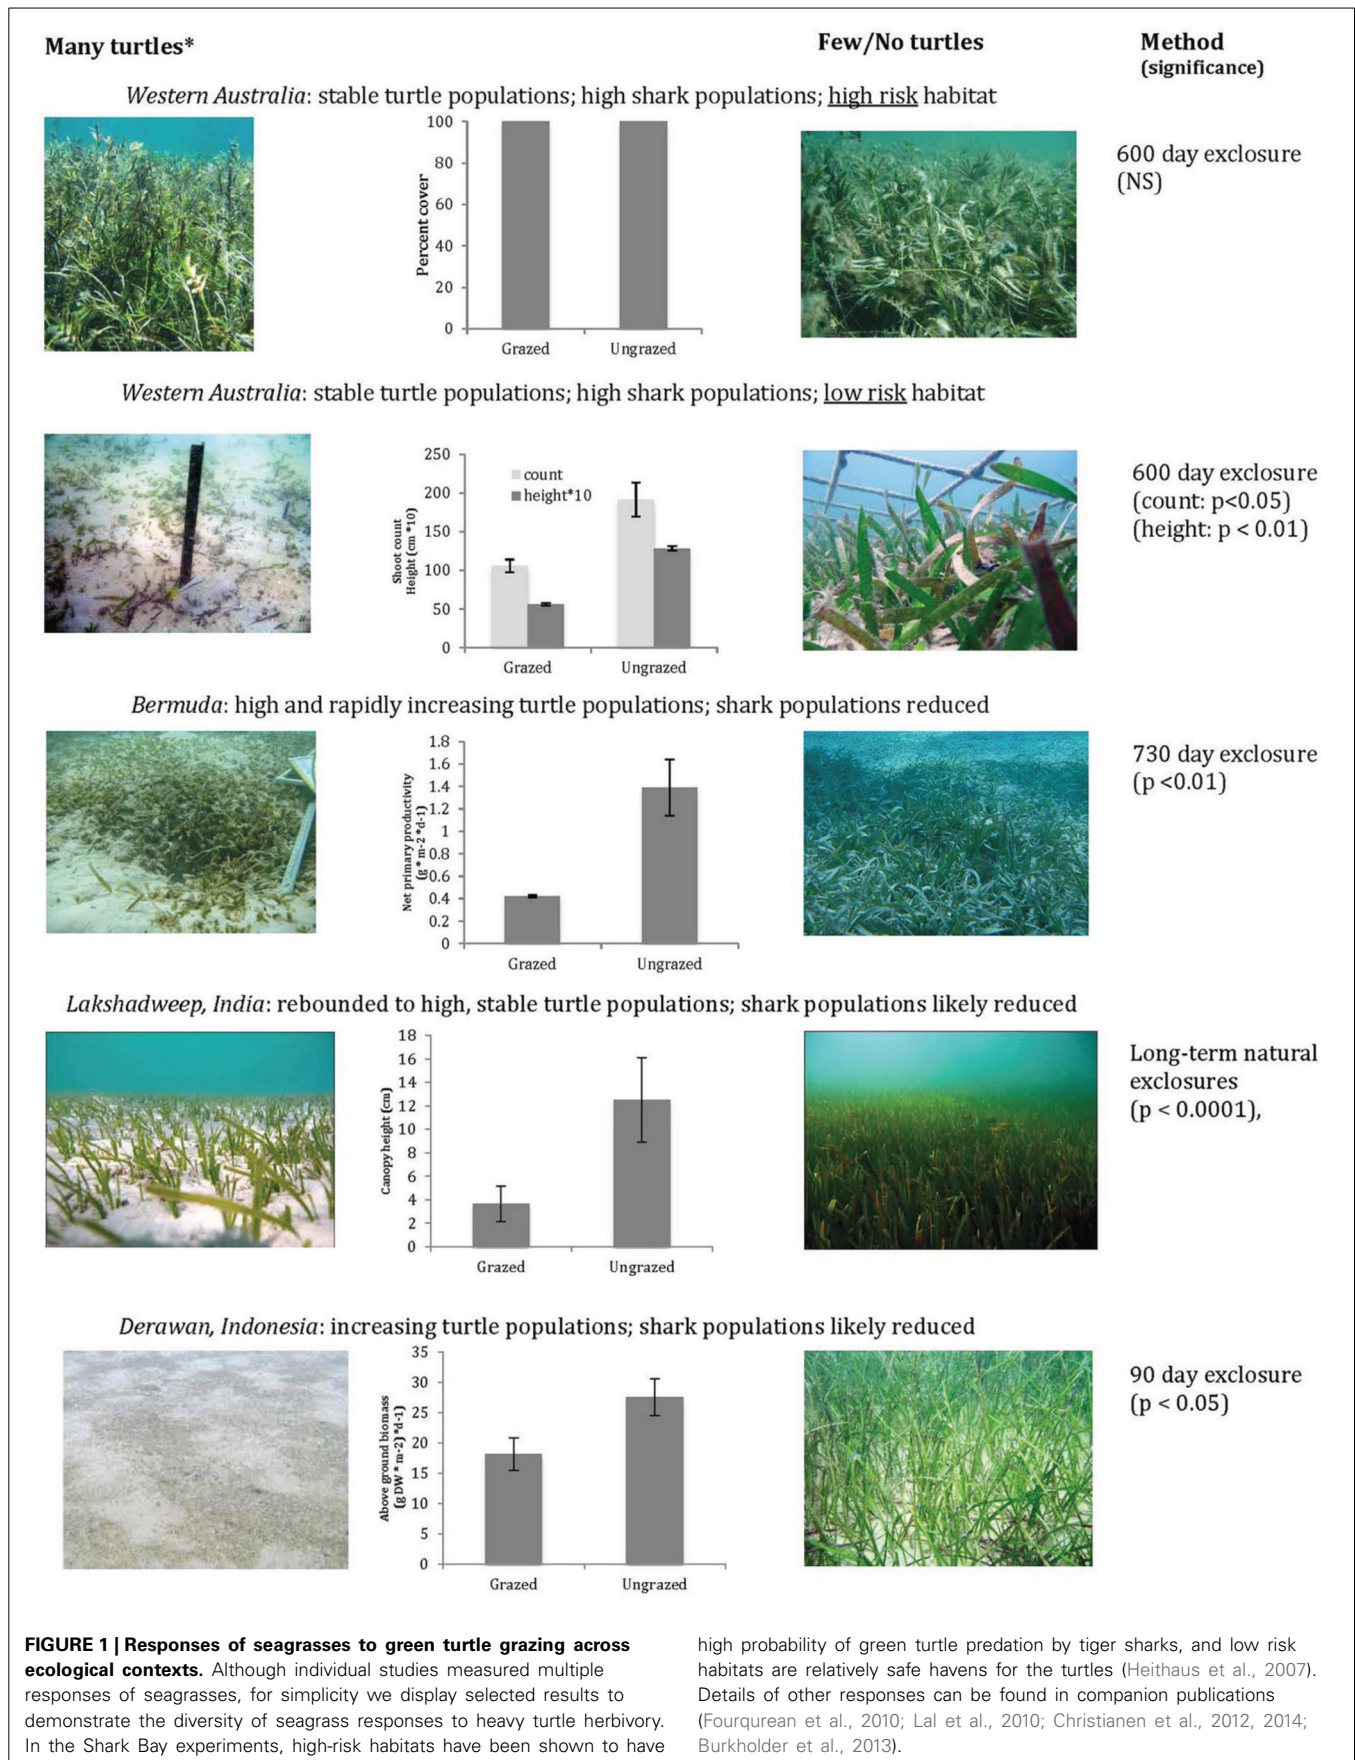 Many turtles*
Few/No turtles
Method
(significance)
Western Australia: stable turtle populations; high shark populations; high risk habitat
100
80
60
40
20
0
Percent cover
Grazed
Ungrazed
600 day exclosure
(NS)
Western Australia: stable turtle populations; high shark populations; low risk habitat
250
200
150
100
50
0
Shoot count
Height (cm *10)
count
height*10
Grazed
Ungrazed
600 day exclosure
(count: p<0.05)
(height: p < 0.01)
Bermuda: high and rapidly increasing turtle populations; shark populations reduced
1.8
1.6
1.4
1.2
1
0.8
0.6
0.4
0.2
0
Net primary productivity
(g * m-2 *d-1)
Grazed
Ungrazed
730 day exclosure
(p <0.01)
Lakshadweep, India: rebounded to high, stable turtle populations; shark populations likely reduced
18
16
14
12
10
8
6
4
2
0
Canopy height (cm)
Grazed
Ungrazed
Long-term natural
exclosures
(p < 0.0001),
Derawan, Indonesia: increasing turtle populations; shark populations likely reduced
35
30
25
20
15
10
5
0
Above ground biomass
(g DW * m-2) *d-1)
Grazed
Ungrazed
90 day exclosure
(p < 0.05)
FIGURE 1 | Responses of seagrasses to green turtle grazing across
ecological contexts. Although individual studies measured multiple
responses of seagrasses, for simplicity we display selected results to
demonstrate the diversity of seagrass responses to heavy turtle herbivory.
In the Shark Bay experiments, high-risk habitats have been shown to have
high probability of green turtle predation by tiger sharks, and low risk
habitats are relatively safe havens for the turtles (Heithaus et al., 2007).
Details of other responses can be found in companion publications
(Fourqurean et al., 2010; Lal et al., 2010; Christianen et al., 2012, 2014;
Burkholder et al., 2013).